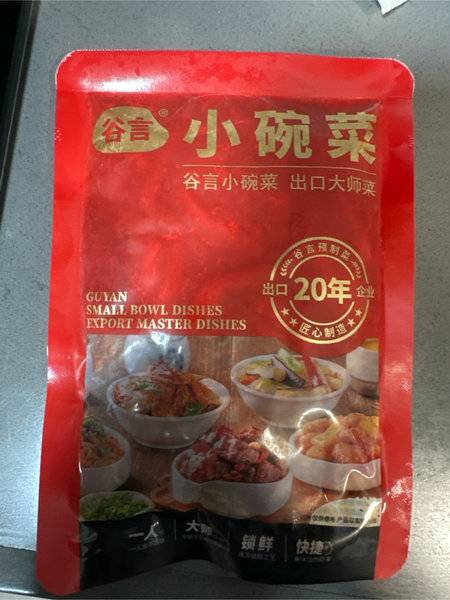 谷言®
小碗菜
谷言小碗菜 出口大师菜
谷言预制菜
出口 20年 企业
匠心制造
GUYAN
SMALL BOWL DISHES
EXPORT MASTER DISHES
一人
大师
锁鲜
快捷